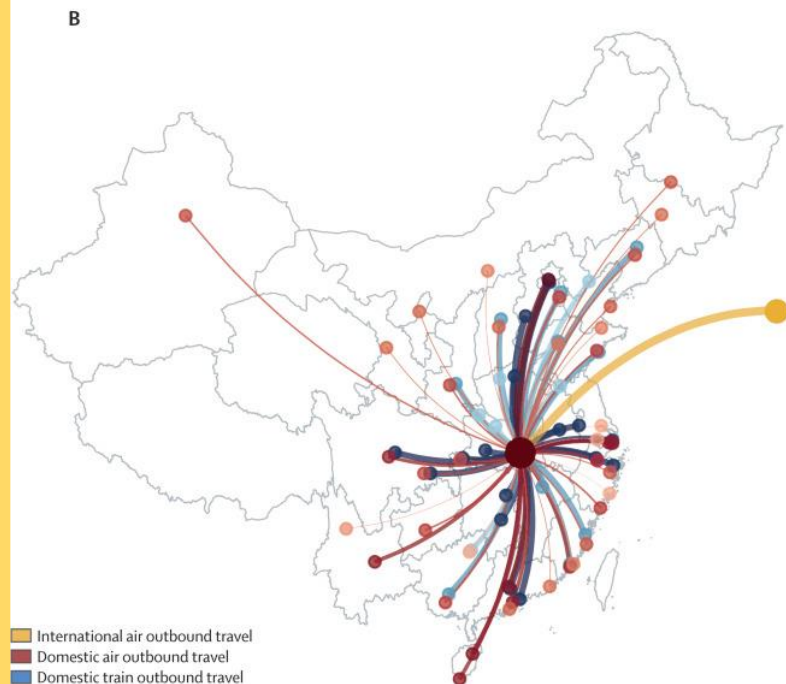 B
International air outbound travel
Domestic air outbound travel
Domestic train outbound travel